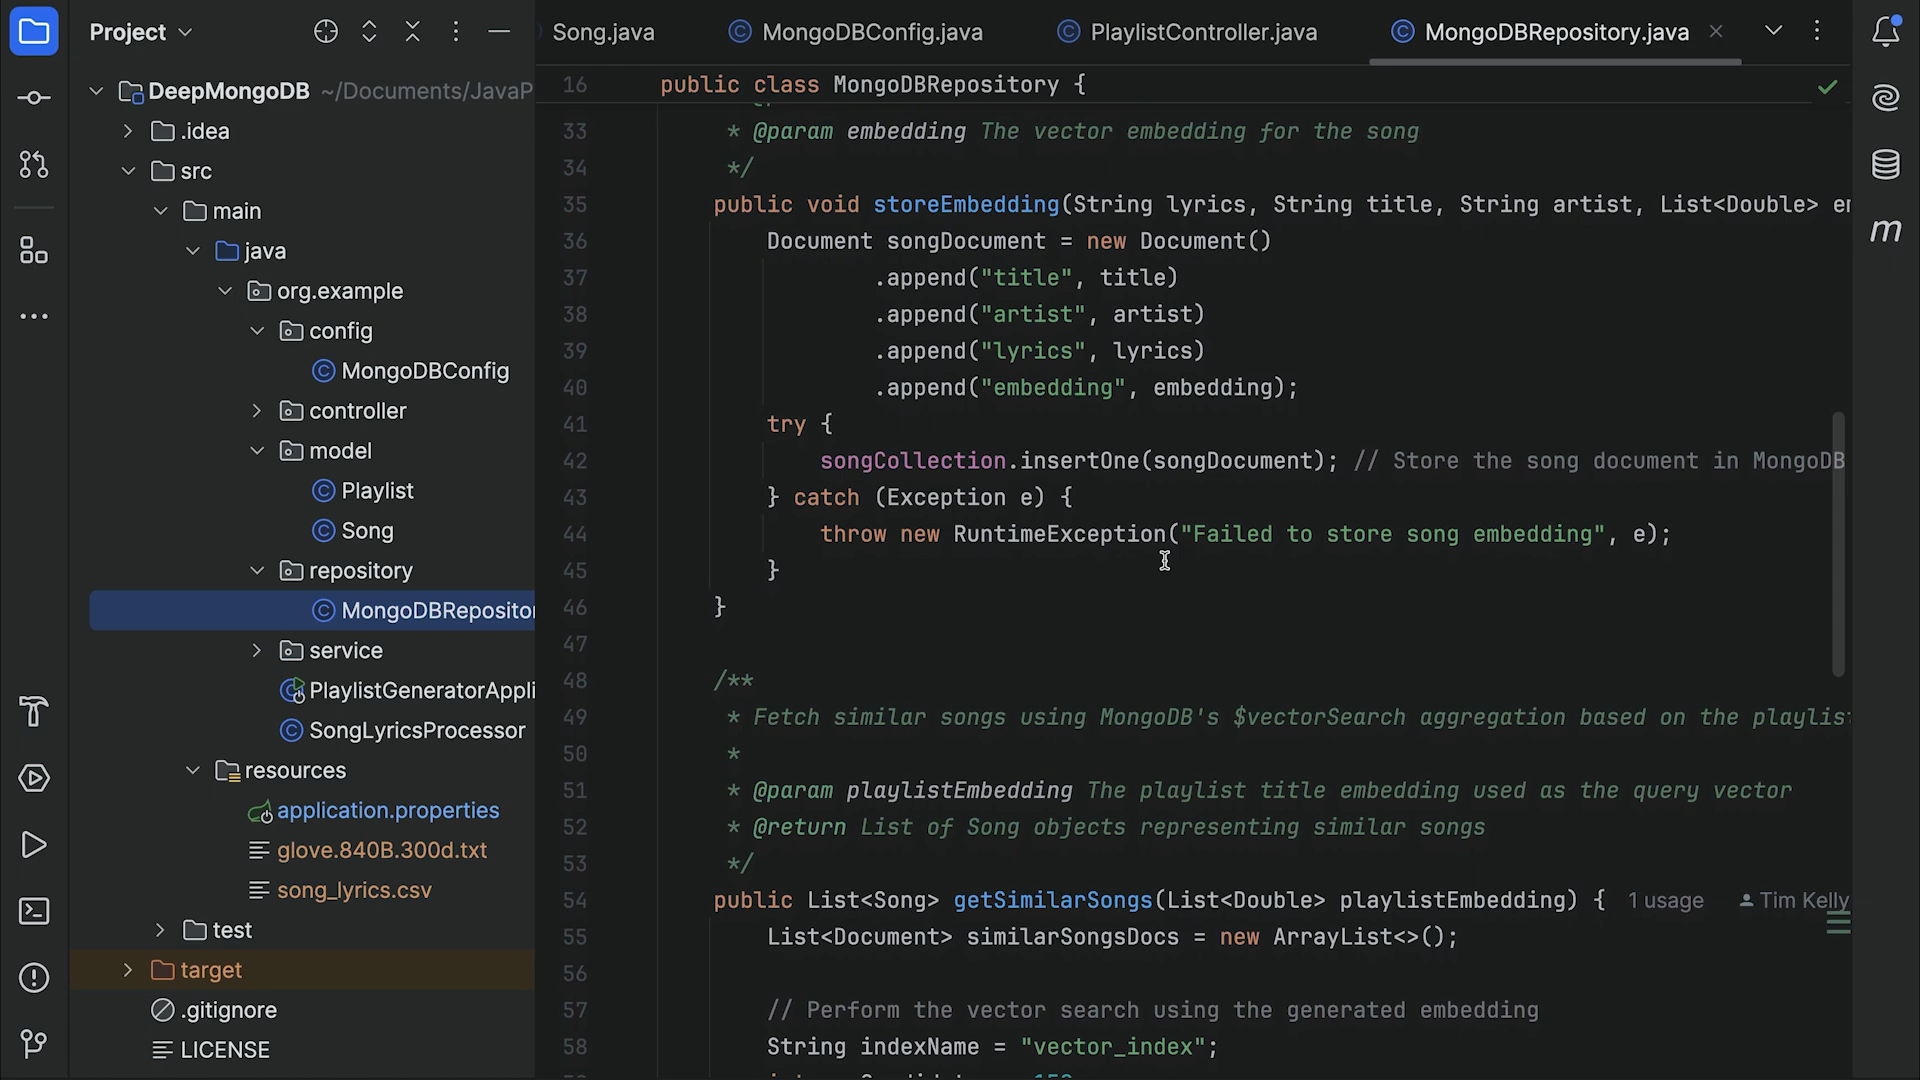 Project
Song.java
MongoDBConfig.java
PlaylistController.java
MongoDBRepository.java
DeepMongoDB ~/Documents/JavaP
.idea
src
main
java
org.example
config
MongoDBConfig
controller
model
Playlist
Song
repository
MongoDBRepositor
service
PlaylistGeneratorAppli
SongLyricsProcessor
resources
application.properties
glove.840B.300d.txt
song_lyrics.csv
test
target
.gitignore
LICENSE
16 public class MongoDBRepository {
33 * @param embedding The vector embedding for the song
34 */
35 public void storeEmbedding(String lyrics, String title, String artist, List<Double> e
36 Document songDocument = new Document()
37 .append("title", title)
38 .append("artist", artist)
39 .append("lyrics", lyrics)
40 .append("embedding", embedding);
41 try {
42 songCollection.insertOne(songDocument); // Store the song document in MongoDB
43 } catch (Exception e) {
44 throw new RuntimeException("Failed to store song embedding", e);
45 }
46 }
47
48 /**
49 * Fetch similar songs using MongoDB's $vectorSearch aggregation based on the playlis
50 *
51 * @param playlistEmbedding The playlist title embedding used as the query vector
52 * @return List of Song objects representing similar songs
53 */
54 public List<Song> getSimilarSongs(List<Double> playlistEmbedding) { 1 usage Tim Kelly
55 List<Document> similarSongsDocs = new ArrayList<>();
56
57 // Perform the vector search using the generated embedding
58 String indexName = "vector_index";
m